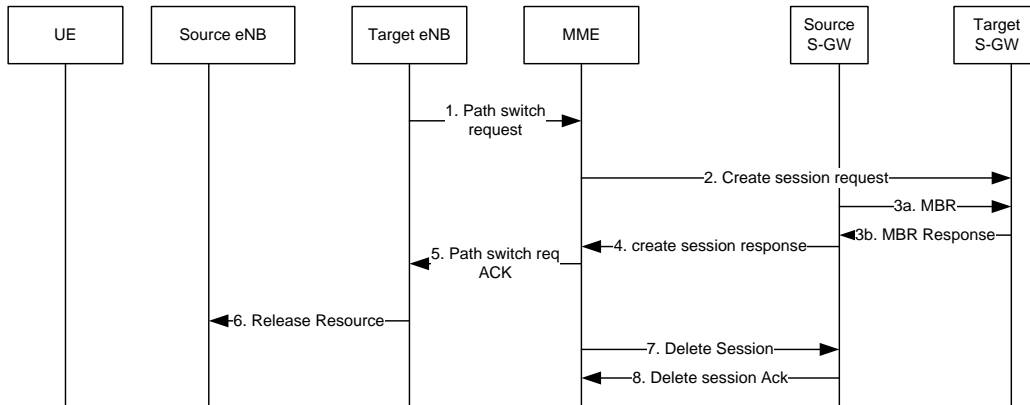 UE
Source eNB
Target eNB
MME
Source
S-GW
Target
S-GW
1. Path switch
request
2. Create session request
3a. MBR
3b. MBR Response
4. create session response
5. Path switch req
ACK
6. Release Resource
7. Delete Session
8. Delete session Ack